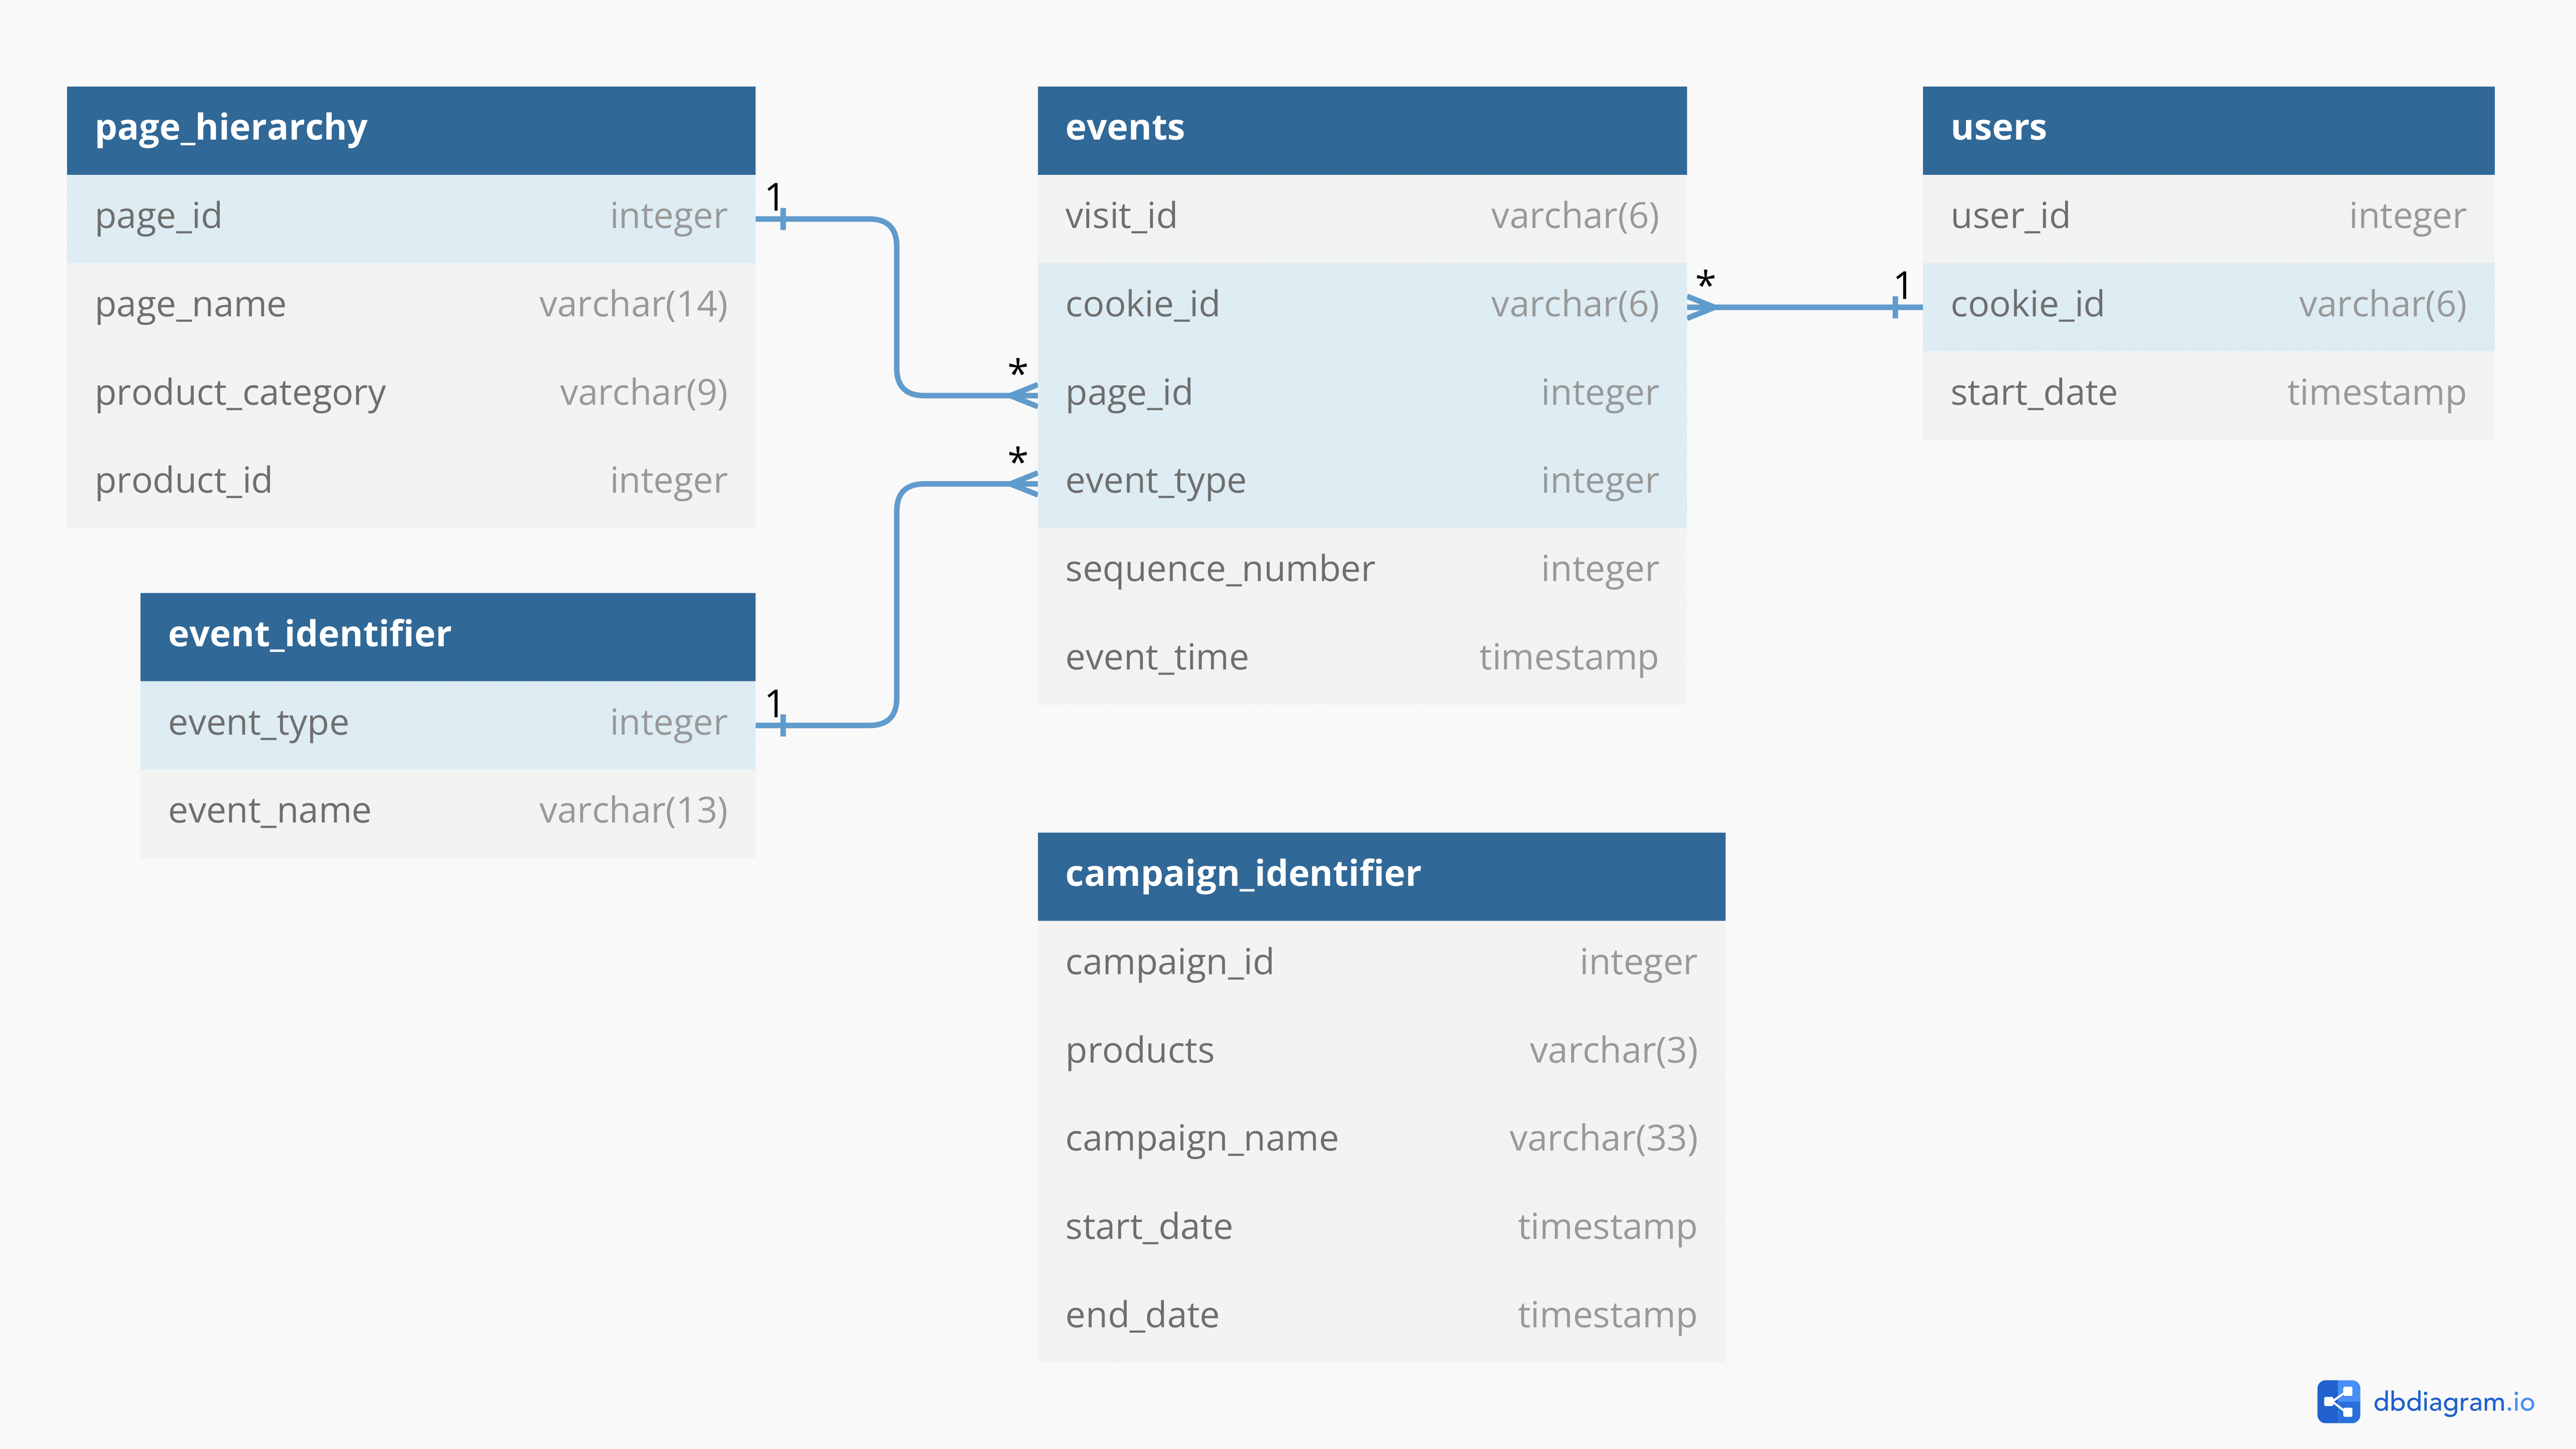 page_hierarchy
page_id integer
page_name varchar(14)
product_category varchar(9)
product_id integer
1
*
events
visit_id varchar(6)
cookie_id varchar(6)
page_id integer
event_type integer
sequence_number integer
event_time timestamp
*
1
users
user_id integer
cookie_id varchar(6)
start_date timestamp
event_identifier
event_type integer
event_name varchar(13)
1
*
campaign_identifier
campaign_id integer
products varchar(3)
campaign_name varchar(33)
start_date timestamp
end_date timestamp
dbdiagram.io